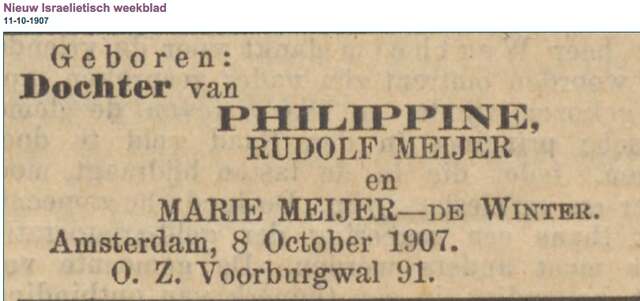 Nieuw Israelietisch weekblad
11-10-1907
Geboren:
Dochter van
PHILIPPINE,
RUDOLF MEIJER
en
MARIE MEIJER—DE WINTER.
Amsterdam, 8 October 1907.
O. Z. Voorburgwal 91.